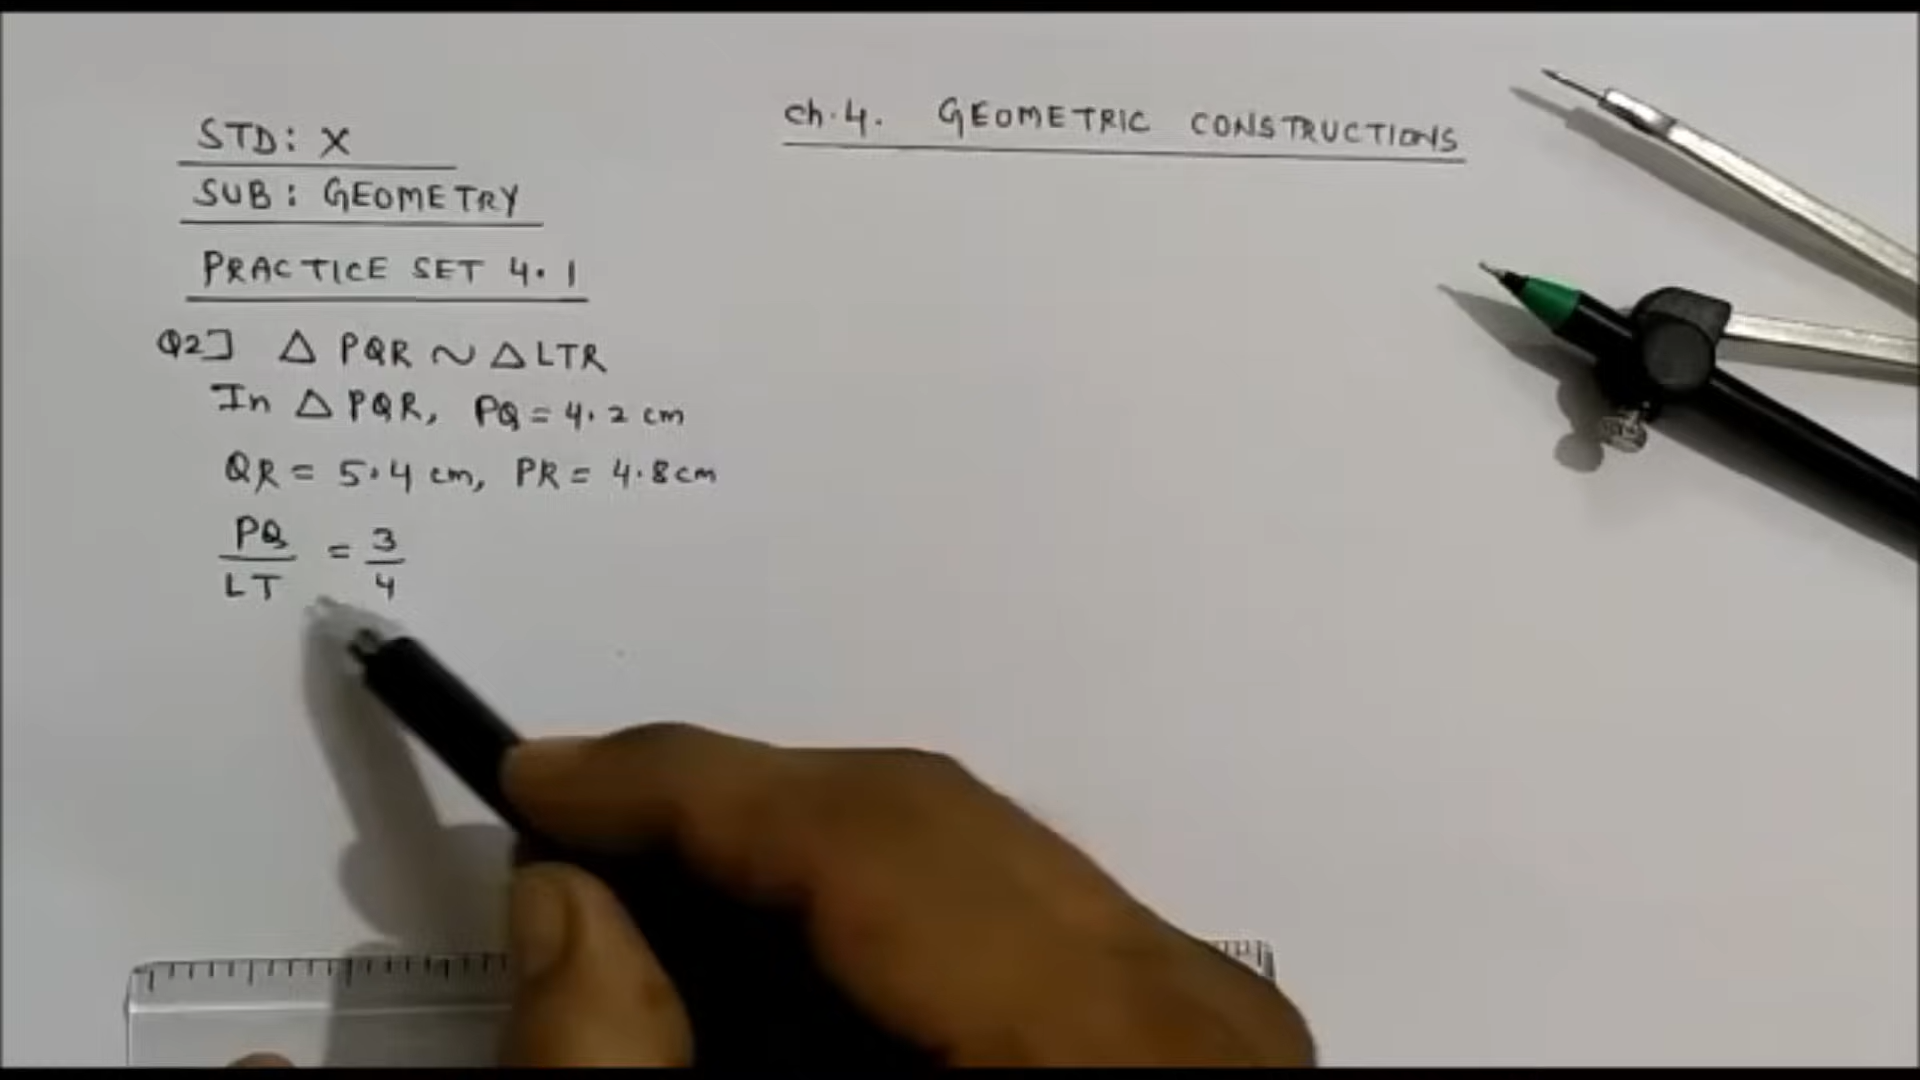 STD: X
SUB: GEOMETRY
PRACTICE SET 4.1
ch.4. GEOMETRIC CONSTRUCTIONS
Q2] △ PQR ~ △ LTR
In △ PQR, PQ = 4.2 cm
QR = 5.4 cm, PR = 4.8 cm
PQ/LT = 3/4